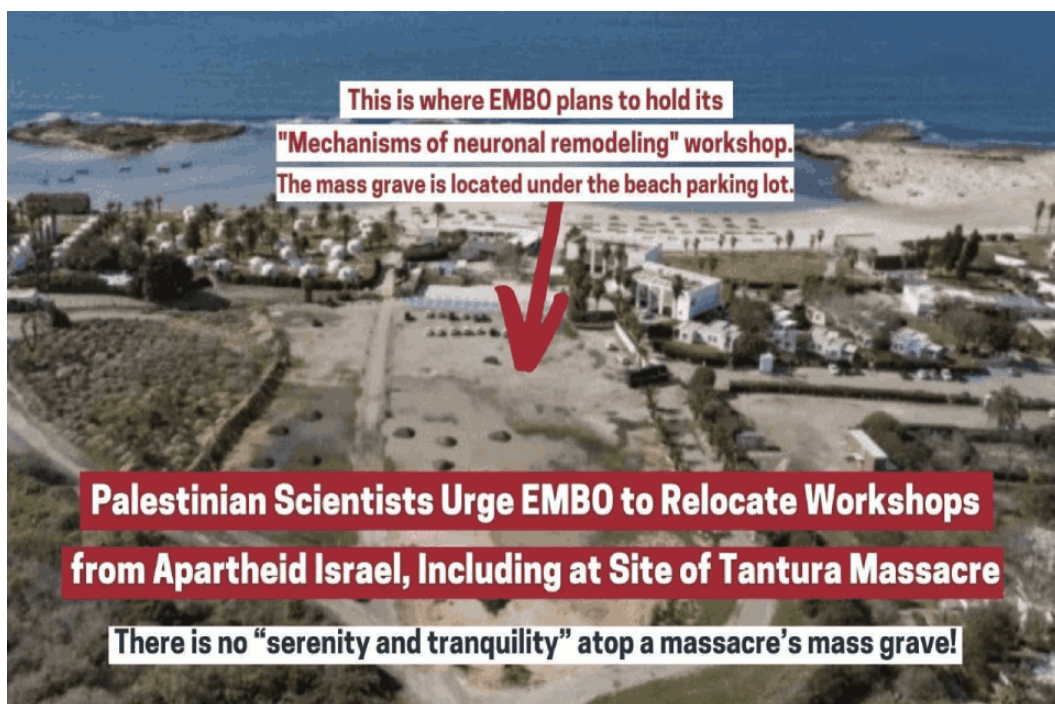 This is where EMBO plans to hold its
"Mechanisms of neuronal remodeling" workshop.
The mass grave is located under the beach parking lot.
Palestinian Scientists Urge EMBO to Relocate Workshops
from Apartheid Israel, Including at Site of Tantura Massacre
There is no “serenity and tranquility” atop a massacre’s mass grave!